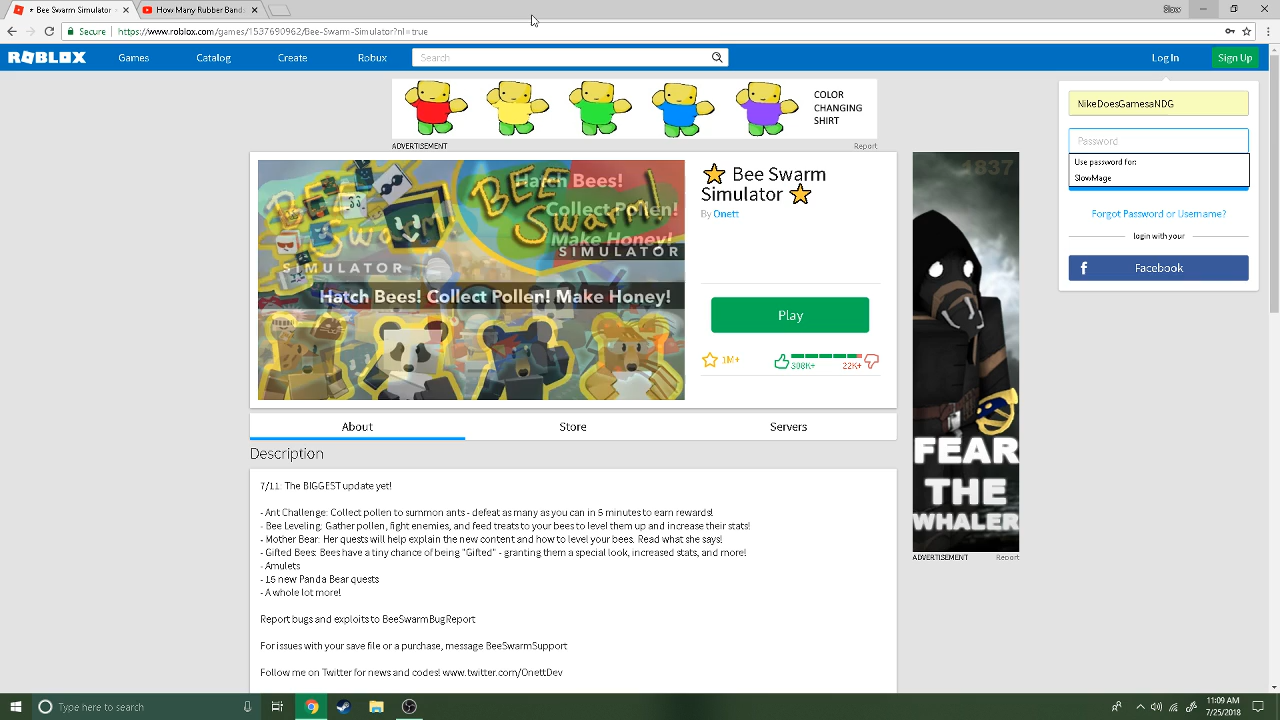 Bee Swarm Simulator -
How Many Rubber Bands
Secure
https://www.roblox.com/games/1537690962/Bee-Swarm-Simulator?nl=true
ROBLOX
Games
Catalog
Create
Robux
Search
Log In
Sign Up
COLOR
CHANGING
SHIRT
ADVERTISEMENT
Report
NikeDoesGamesaNDG
Password
Use password for:
SlowMage
Forgot Password or Username?
login with your
Facebook
BEE
Swarm!
SIMULATOR
Hatch Bees!
Collect Pollen!
Make Honey!
SIMULATOR
Hatch Bees! Collect Pollen! Make Honey!
Bee Swarm
Simulator
By Onett
Play
1M+
308K+
22K+
1837
FEAR
THE
WHALER
ADVERTISEMENT
Report
About
Store
Servers
Description
7/11: The BIGGEST update yet!
- Ant Challenge: Collect pollen to summon ants - defeat as many as you can in 5 minutes to earn rewards!
- Bee Leveling: Gather pollen, fight enemies, and feed treats to your bees to level them up and increase their stats!
- Mother Bear: Her quests will help explain the new content and how to level your bees. Read what she says!
- Gifted Bees: Bees have a tiny chance of being "Gifted" - granting them a special look, increased stats, and more!
- Amulets
- 15 new Panda Bear quests
- A whole lot more!
Report bugs and exploits to BeeSwarmBugReport
For issues with your save file or a purchase, message BeeSwarmSupport
Follow me on Twitter for news and codes! www.twitter.com/OnettDev
Type here to search
11:09 AM
7/25/2018